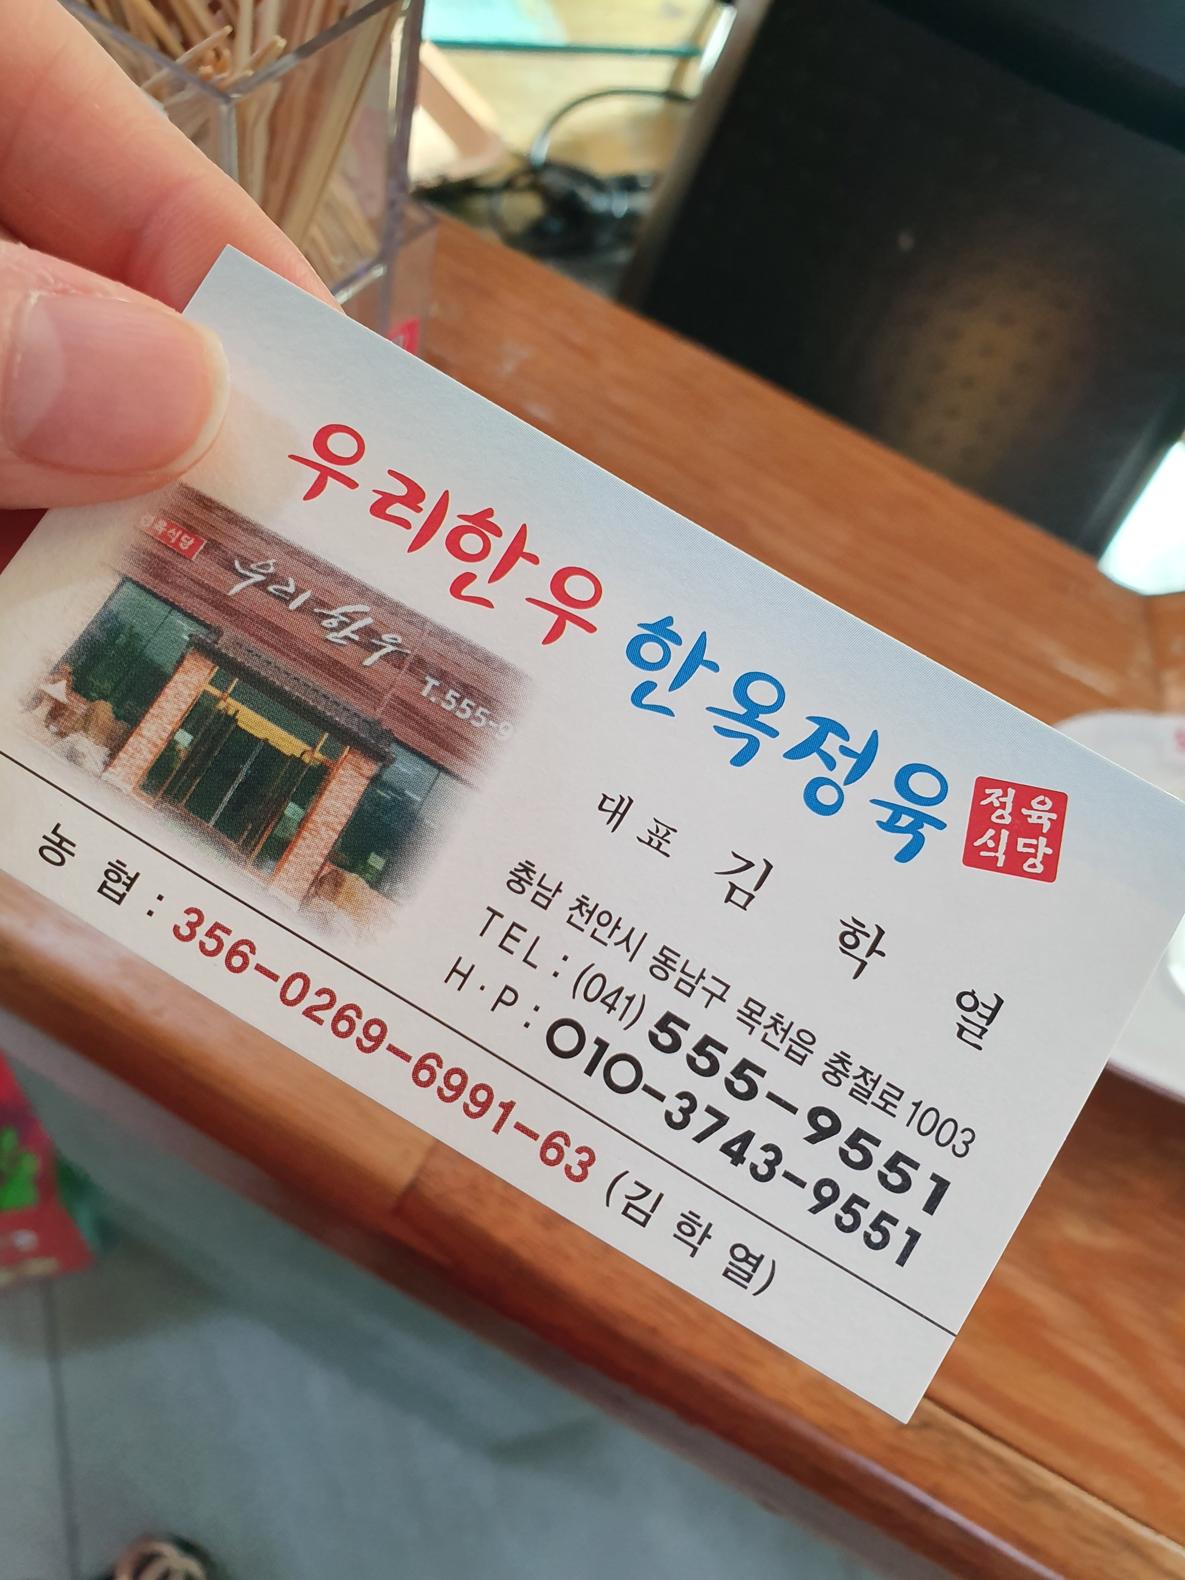 우리한우 한옥정육
정육
식당
대표 김학열
충남 천안시 동남구 목천읍 충절로 1003
TEL : (041) 555-9551
H·P : 010-3743-9551
농협 : 356-0269-6991-63 (김학열)
정육식당
우리한우
T.555-9